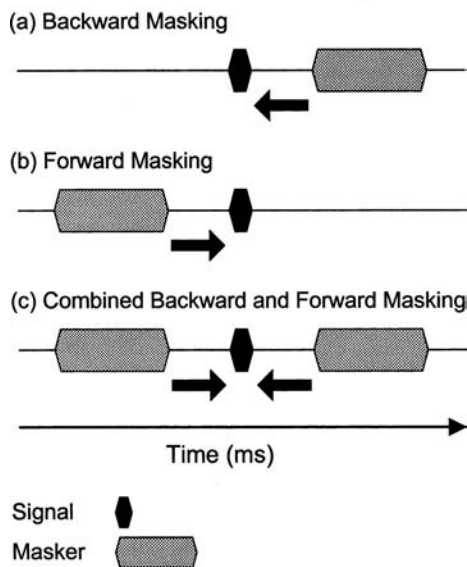 (a) Backward Masking
(b) Forward Masking
(c) Combined Backward and Forward Masking
Time (ms)
Signal
Masker